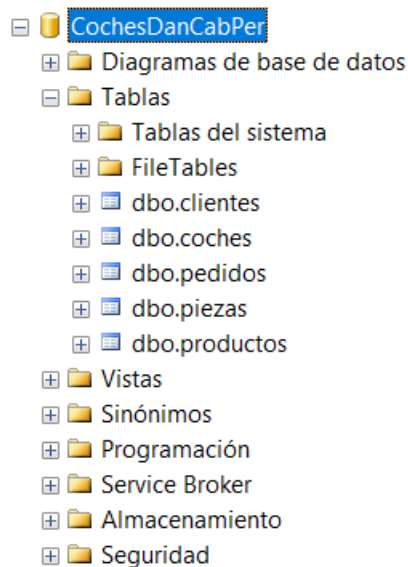 CochesDanCabPer
Diagramas de base de datos
Tablas
Tablas del sistema
FileTables
dbo.clientes
dbo.coches
dbo.pedidos
dbo.piezas
dbo.productos
Vistas
Sinónimos
Programación
Service Broker
Almacenamiento
Seguridad